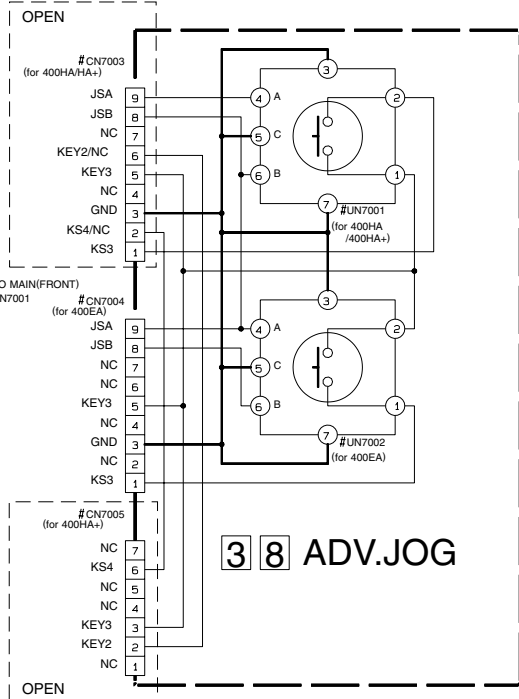 OPEN
#CN7003
(for 400HA/HA+)
JSA 9
JSB 8
NC 7
KEY2/NC 6
KEY3 5
NC 4
GND 3
KS4/NC 2
KS3 1
3
4 A
2
5 C
6 B
1
7
#UN7001
(for 400HA
/400HA+)
O MAIN(FRONT)
N7001
#CN7004
(for 400EA)
JSA 9
JSB 8
NC 7
NC 6
KEY3 5
NC 4
GND 3
NC 2
KS3 1
3
4 A
2
5 C
6 B
1
7
#UN7002
(for 400EA)
#CN7005
(for 400HA+)
NC 7
KS4 6
NC 5
NC 4
KEY3 3
KEY2 2
NC 1
3 8 ADV.JOG
OPEN